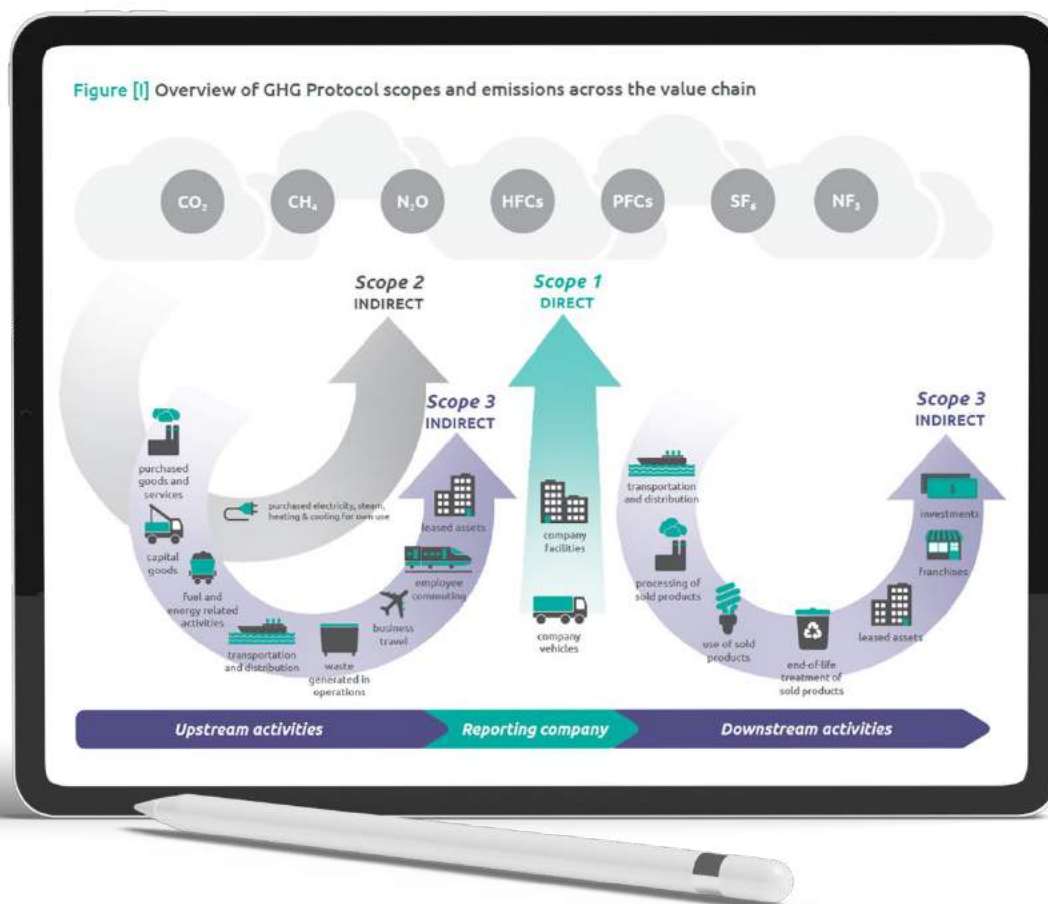 Figure [I] Overview of GHG Protocol scopes and emissions across the value chain
CO₂
CH₄
N₂O
HFCs
PFCs
SF₆
NF₃
Scope 2
INDIRECT
Scope 1
DIRECT
Scope 3
INDIRECT
Scope 3
INDIRECT
purchased
goods and
services
capital
goods
fuel and
energy related
activities
transportation
and distribution
waste
generated in
operations
business
travel
employee
commuting
leased assets
purchased electricity, steam,
heating & cooling for own use
company
facilities
company
vehicles
transportation
and distribution
processing of
sold products
use of sold
products
end-of-life
treatment of
sold products
leased assets
franchises
investments
$
Upstream activities
Reporting company
Downstream activities